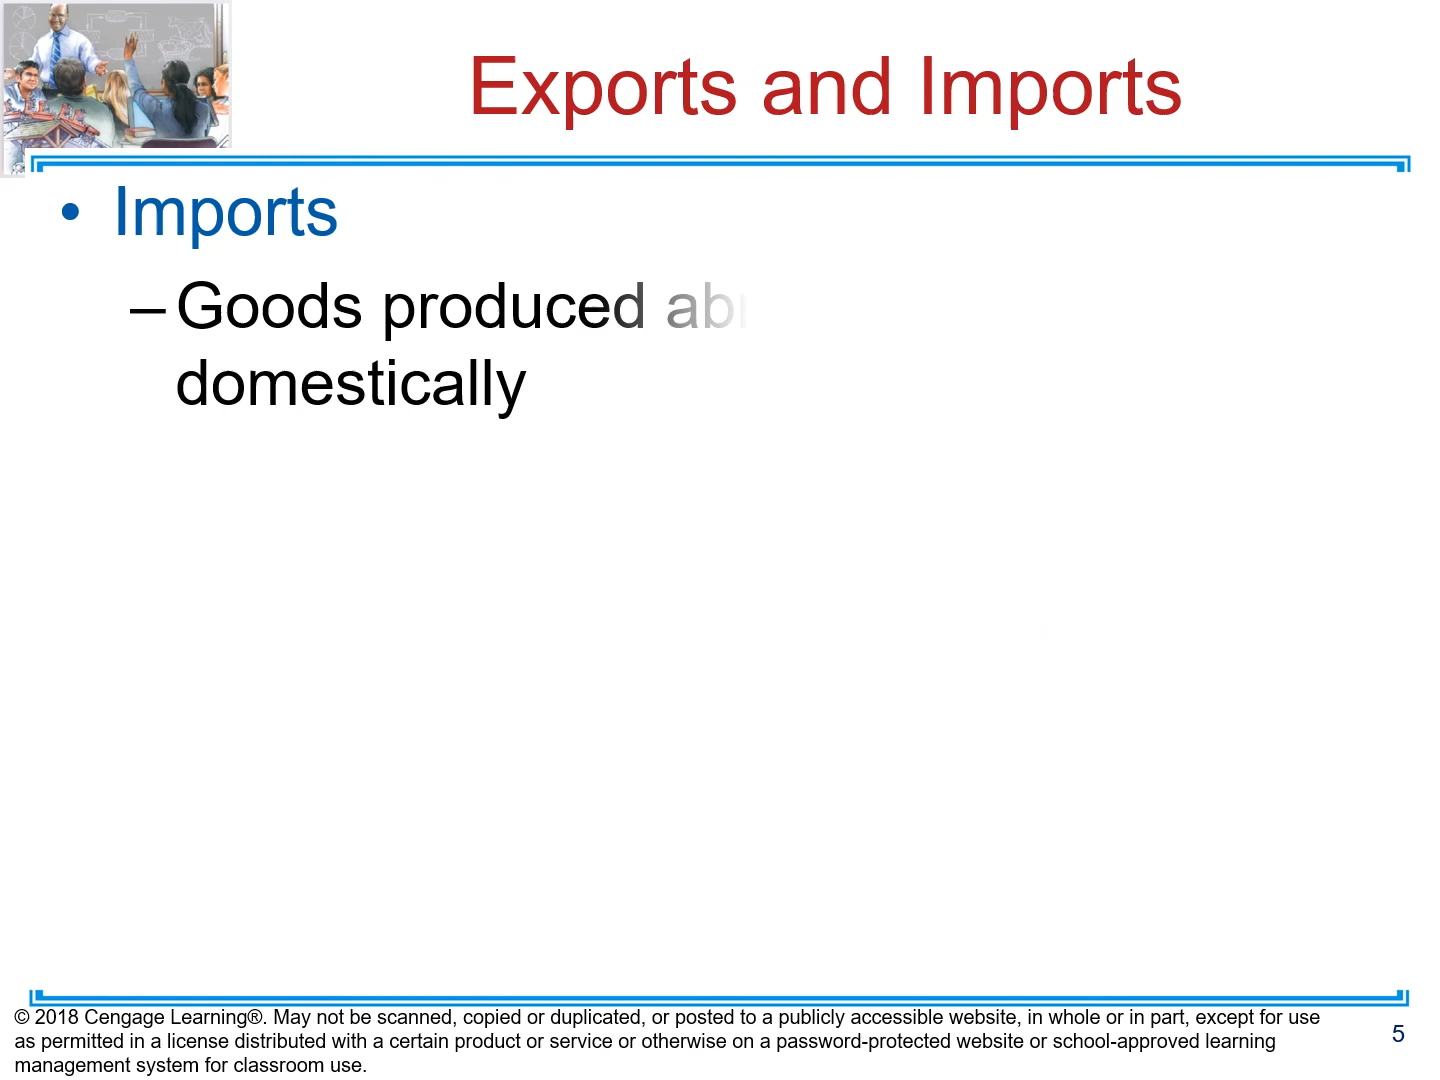 Exports and Imports
• Imports
– Goods produced
domestically
© 2018 Cengage Learning®. May not be scanned, copied or duplicated, or posted to a publicly accessible website, in whole or in part, except for use
as permitted in a license distributed with a certain product or service or otherwise on a password-protected website or school-approved learning
management system for classroom use.
5